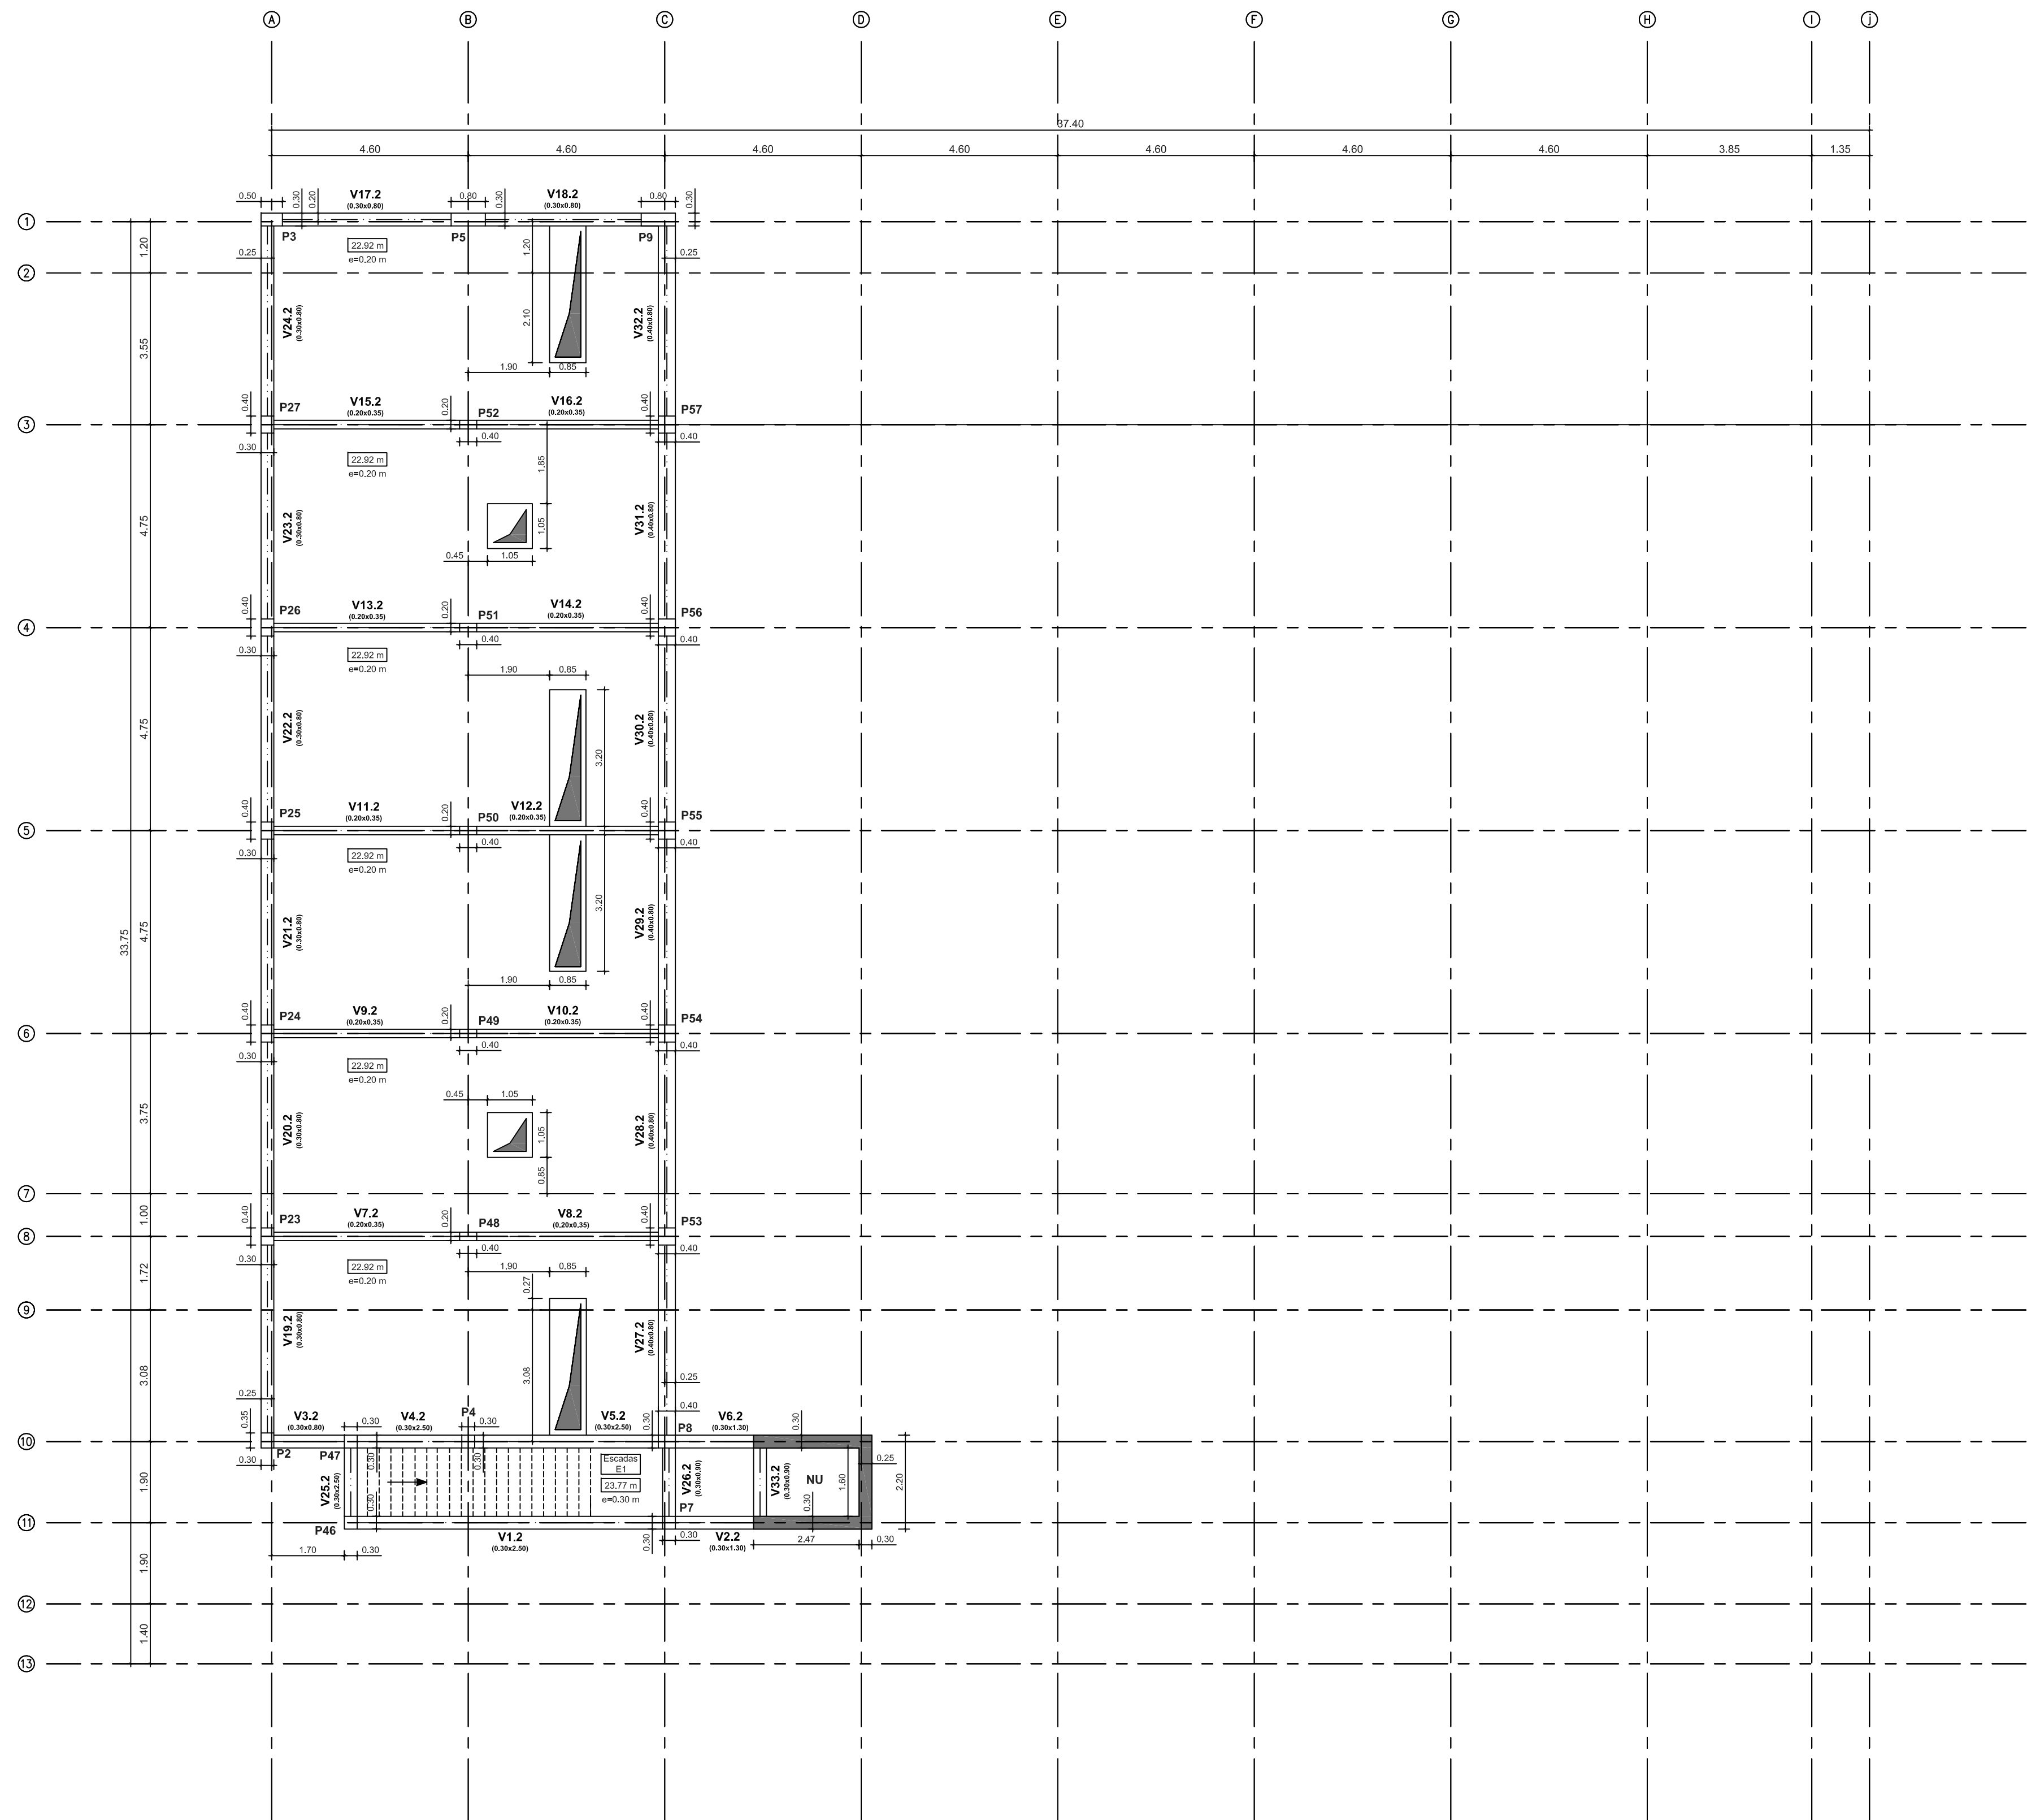 A B C D E F G H I j
37.40
4.60 4.60 4.60 4.60 4.60 4.60 4.60 3.85 1.35
0.50 0.30 0.20 V17.2 0.80 0.30 V18.2 0.80 0.30
(0.30x0.80) (0.30x0.80)
1
P3 P5 P9
1.20 22.92 m 1.20
0.25 e=0.20 m 0.25
2
V24.2 (0.30x0.80) 2.10 V32.2 (0.40x0.80)
3.55
1.90 0.85
0.40 P27 V15.2 0.20 P52 V16.2 0.40 P57
(0.20x0.35) (0.20x0.35)
3
0.40 0.40
0.30 22.92 m 1.85
e=0.20 m
4.75 V23.2 (0.30x0.80) 1.05 V31.2 (0.40x0.80)
0.45 1.05
0.40 P26 V13.2 0.20 P51 V14.2 0.40 P56
(0.20x0.35) (0.20x0.35)
4
0.40 0.40
0.30 22.92 m
e=0.20 m 1.90 0.85
4.75 V22.2 (0.30x0.80) V30.2 (0.40x0.80)
3.20
0.40 P25 V11.2 0.20 P50 V12.2 0.40 P55
(0.20x0.35) (0.20x0.35)
5
0.40 0.40
0.30 22.92 m
e=0.20 m
3.20
33.75 4.75 V21.2 (0.30x0.80) V29.2 (0.40x0.80)
1.90 0.85
0.40 P24 V9.2 0.20 P49 V10.2 0.40 P54
(0.20x0.35) (0.20x0.35)
6
0.40 0.40
0.30 22.92 m
e=0.20 m
0.45 1.05
3.75 V20.2 (0.30x0.80) 1.05 V28.2 (0.40x0.80)
0.85
7
1.00 0.40 P23 V7.2 0.20 P48 V8.2 0.40 P53
(0.20x0.35) (0.20x0.35)
8
0.40 0.40
0.30 22.92 m 1.90 0.85
1.72 e=0.20 m 0.27
9
V19.2 (0.30x0.80) V27.2 (0.40x0.80)
3.08 3.08
0.25 0.25
0.40
0.35 V3.2 0.30 V4.2 P4 0.30 V5.2 0.30 P8 V6.2 0.30
(0.30x0.80) (0.30x2.50) (0.30x2.50) (0.30x1.30)
10
P2 P47 0.30 0.30 Escadas
E1
0.30 0.25
1.90 V25.2 (0.30x2.50) 23.77 m V26.2 (0.30x0.90) V33.2 (0.30x0.90) NU 1.60 2.20
0.30 e=0.30 m 0.30
P7
11
P46 V1.2 0.30 0.30 V2.2 2.47 0.30
(0.30x2.50) (0.30x1.30)
1.70 0.30
1.90
12
1.40
13